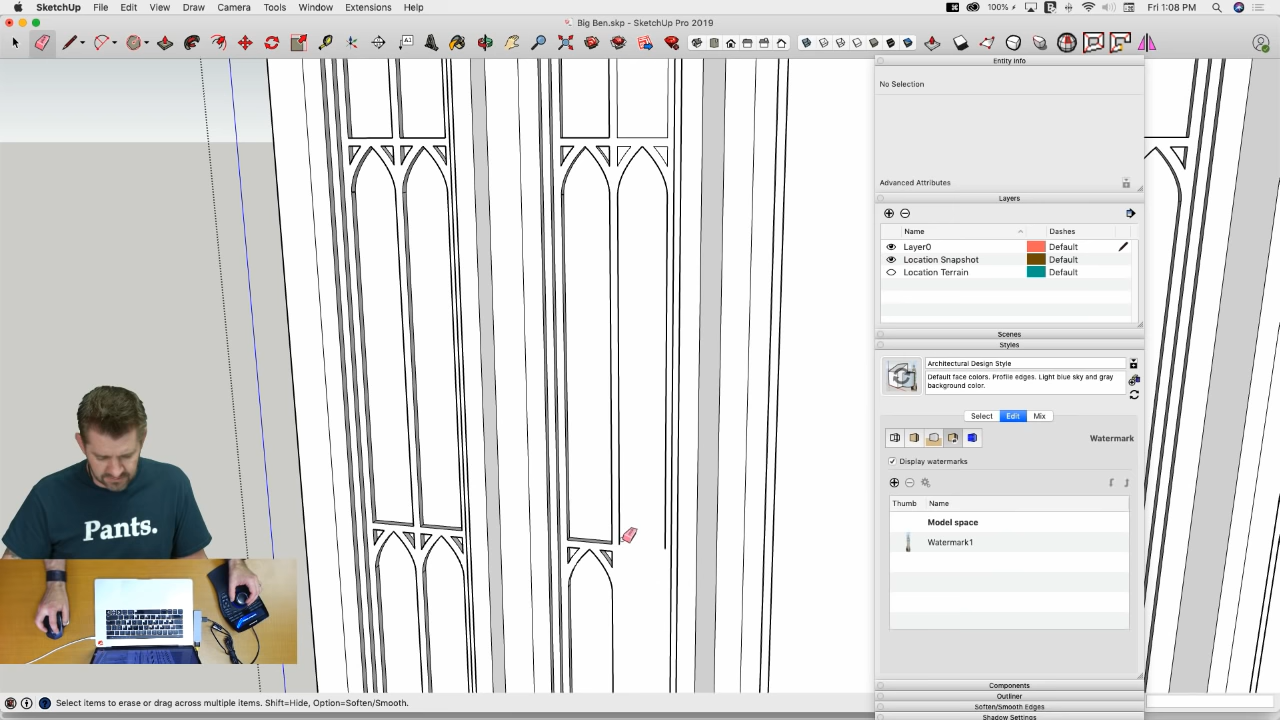 SketchUp File Edit View Draw Camera Tools Window Extensions Help
100% Fri 1:08 PM
Big Ben.skp - SketchUp Pro 2019
Entity Info
No Selection
Advanced Attributes
Layers
Name Dashes
Layer0 Default
Location Snapshot Default
Location Terrain Default
Scenes
Styles
Architectural Design Style
Default face colors. Profile edges. Light blue sky and gray
background color.
Select Edit Mix
Watermark
Display watermarks
Thumb Name
Model space
Watermark1
Pants.
Components
Outliner
Soften/Smooth Edges
Shadow Settings
Select items to erase or drag across multiple items. Shift=Hide, Option=Soften/Smooth.